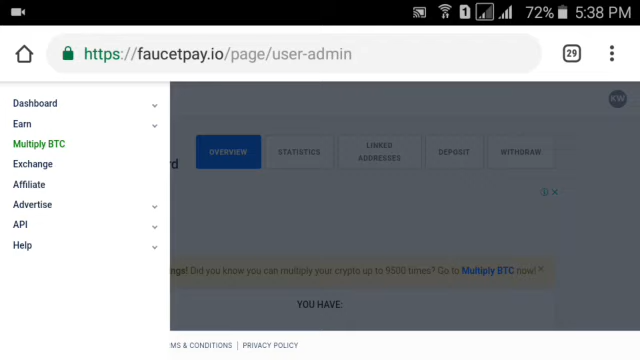 72% 5:38 PM
https://faucetpay.io/page/user-admin
29
Dashboard
Earn
Multiply BTC
Exchange
Affiliate
Advertise
API
Help
KW
rd
OVERVIEW
STATISTICS
LINKED
ADDRESSES
DEPOSIT
WITHDRAW
ngs! Did you know you can multiply your crypto up to 9500 times? Go to Multiply BTC now!
YOU HAVE:
MS & CONDITIONS | PRIVACY POLICY